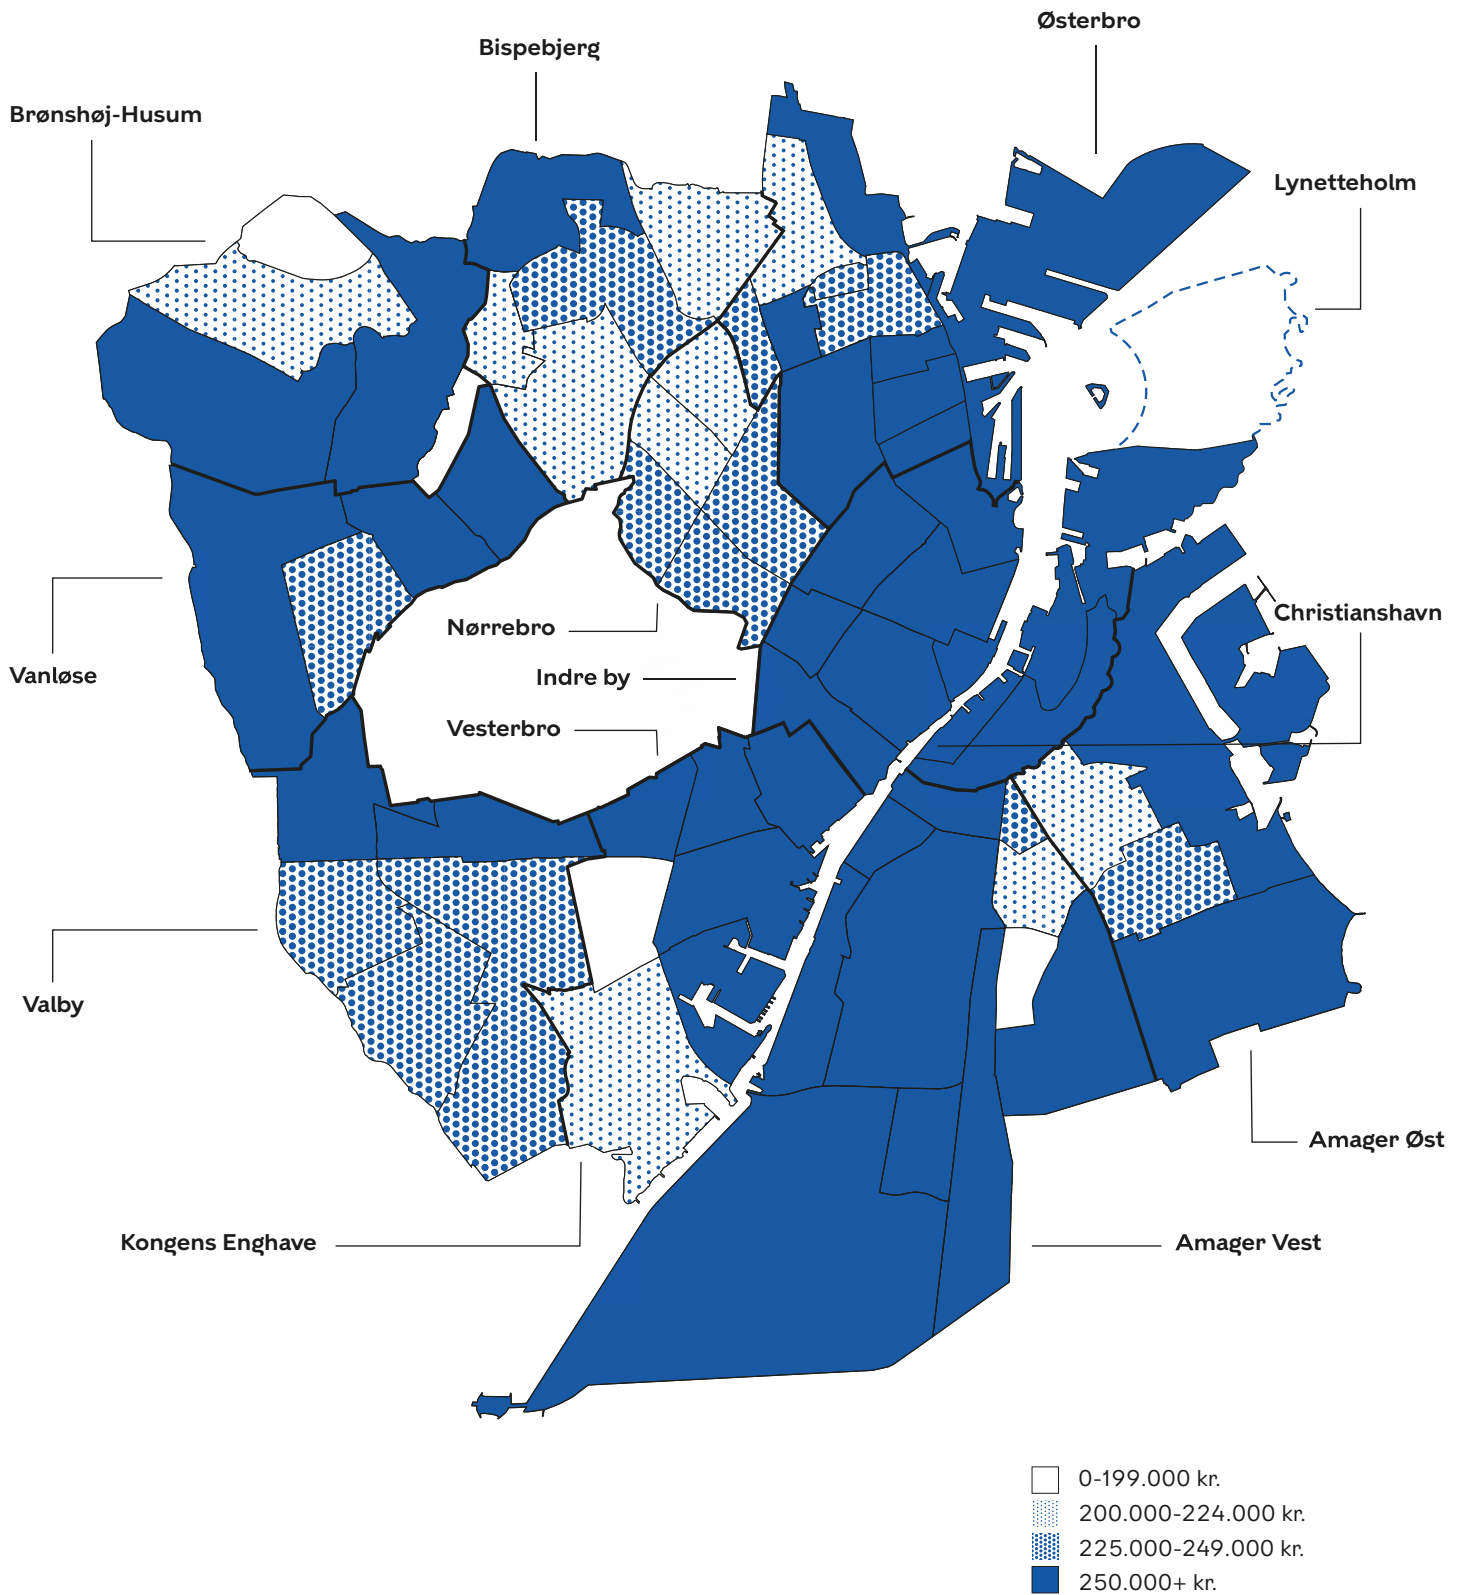 Østerbro
Bispebjerg
Brønshøj-Husum
Lynetteholm
Christianshavn
Nørrebro
Vanløse
Indre by
Vesterbro
Valby
Amager Øst
Kongens Enghave
Amager Vest
0-199.000 kr.
200.000-224.000 kr.
225.000-249.000 kr.
250.000+ kr.